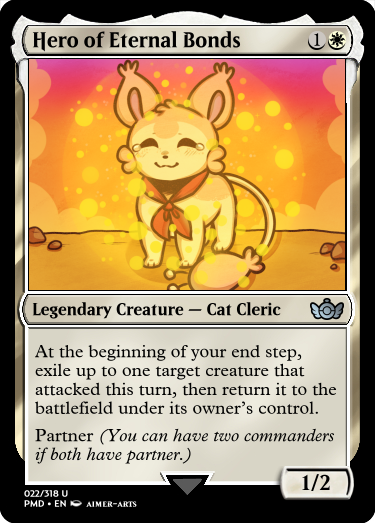 Hero of Eternal Bonds 1
Legendary Creature — Cat Cleric
At the beginning of your end step,
exile up to one target creature that
attacked this turn, then return it to the
battlefield under its owner's control.
Partner (You can have two commanders
if both have partner.)
1/2
022/318 U
PMD • EN AIMER-ARTS